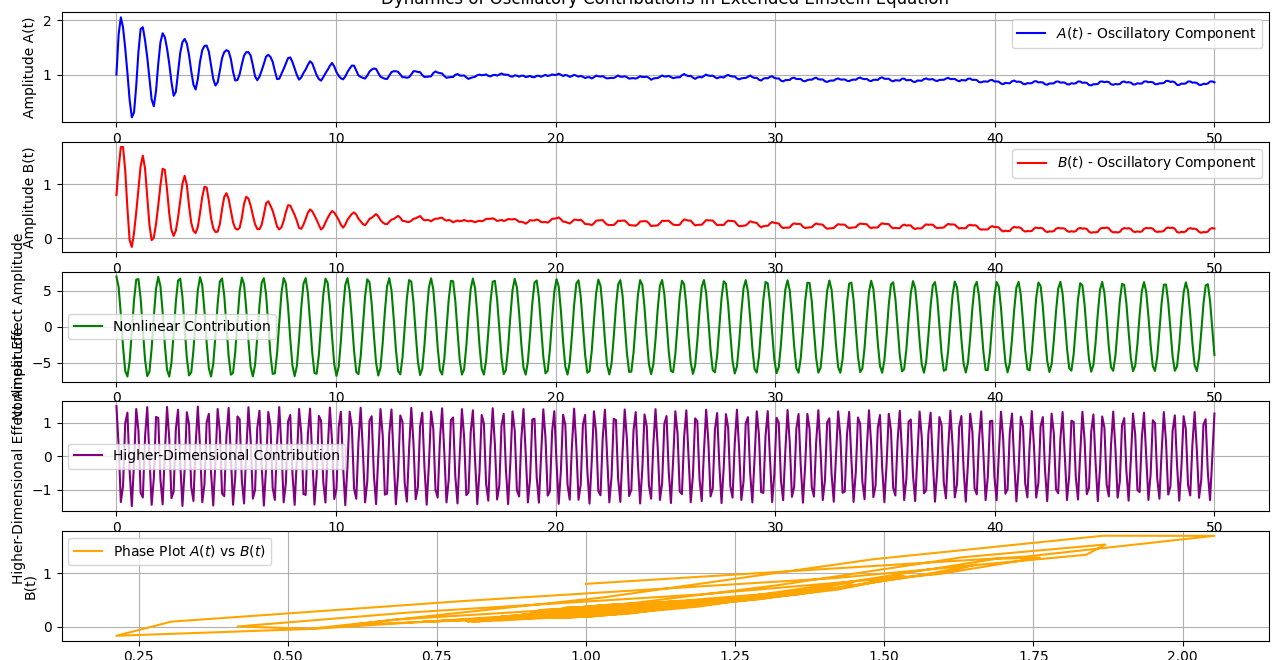 Dynamics of Oscillatory Contributions in Extended Einstein Equation
Amplitude A(t)
2
1
A(t) - Oscillatory Component
0 10 20 30 40 50
Amplitude B(t)
1
0
B(t) - Oscillatory Component
0 10 20 30 40 50
5
0
−5
Nonlinear Contribution
0 10 20 30 40 50
Higher-Dimensional Effect
1
0
−1
Higher-Dimensional Contribution
0 10 20 30 40 50
B(t)
1
0
Phase Plot A(t) vs B(t)
0.25 0.50 0.75 1.00 1.25 1.50 1.75 2.00